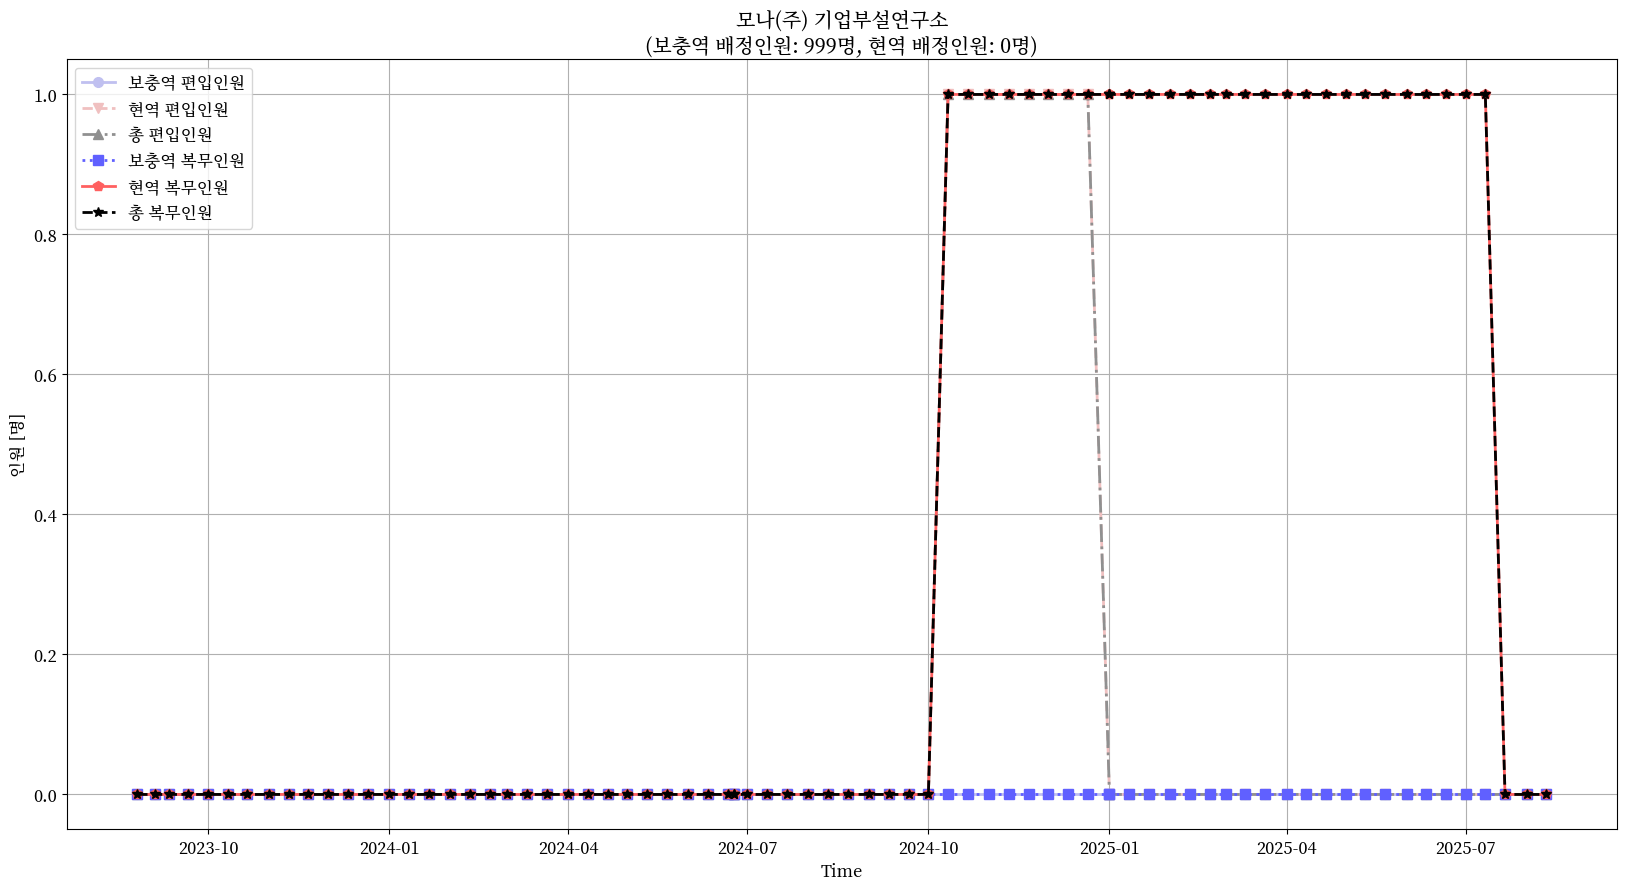 모나(주) 기업부설연구소
(보충역 배정인원: 999명, 현역 배정인원: 0명)
보충역 편입인원
현역 편입인원
총 편입인원
보충역 복무인원
현역 복무인원
총 복무인원
1.0
0.8
0.6
0.4
0.2
0.0
인원 [명]
2023-10 2024-01 2024-04 2024-07 2024-10 2025-01 2025-04 2025-07
Time